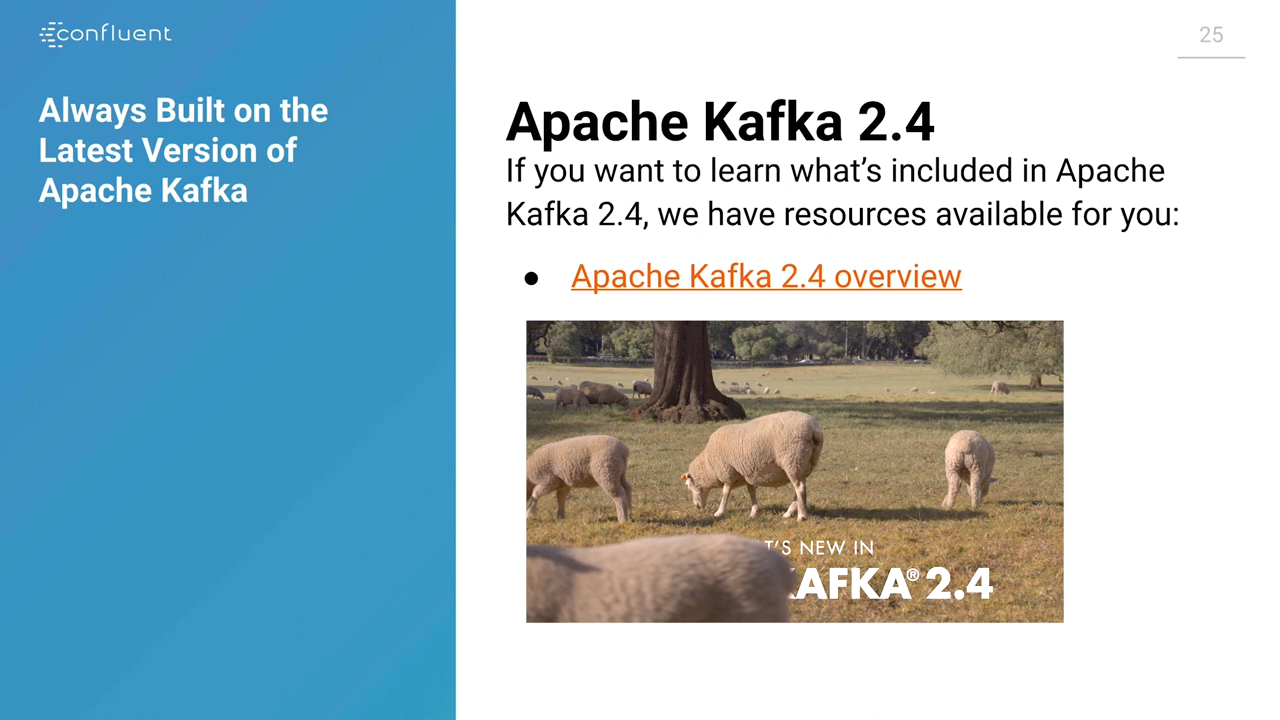 confluent
25
Always Built on the
Latest Version of
Apache Kafka
Apache Kafka 2.4
If you want to learn what’s included in Apache
Kafka 2.4, we have resources available for you:
● Apache Kafka 2.4 overview
T'S NEW IN
KAFKA® 2.4